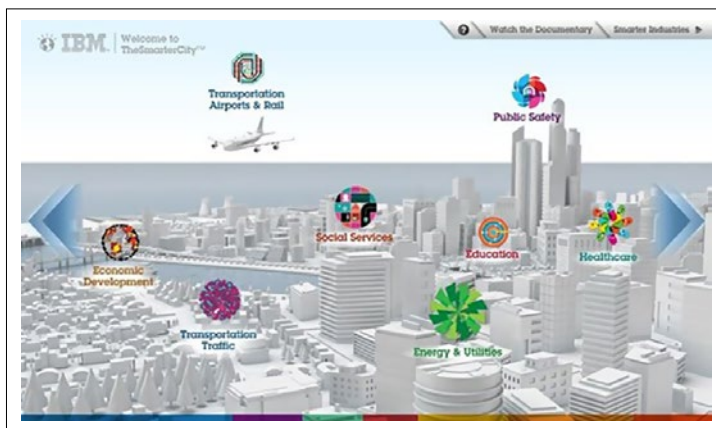 IBM.
Welcome to
TheSmarterCity™
?
Watch the Documentary
Smarter Industries
Transportation
Airports & Rail
Public Safety
Social Services
Education
Healthcare
Economic
Development
Transportation
Traffic
Energy & Utilities